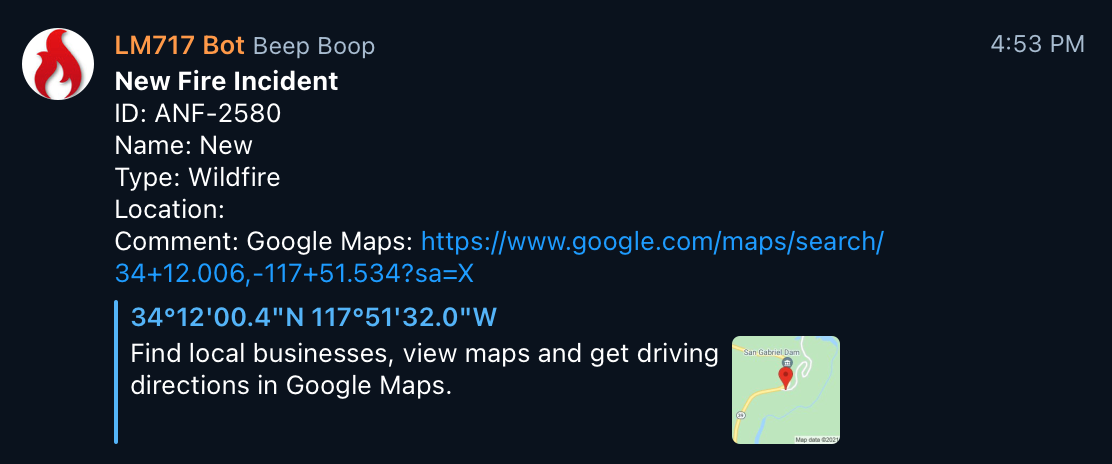 LM717 Bot Beep Boop 4:53 PM
New Fire Incident
ID: ANF-2580
Name: New
Type: Wildfire
Location:
Comment: Google Maps: https://www.google.com/maps/search/
34+12.006,-117+51.534?sa=X
34°12'00.4"N 117°51'32.0"W
Find local businesses, view maps and get driving
directions in Google Maps.
San Gabriel Dam
39
Map data ©2021